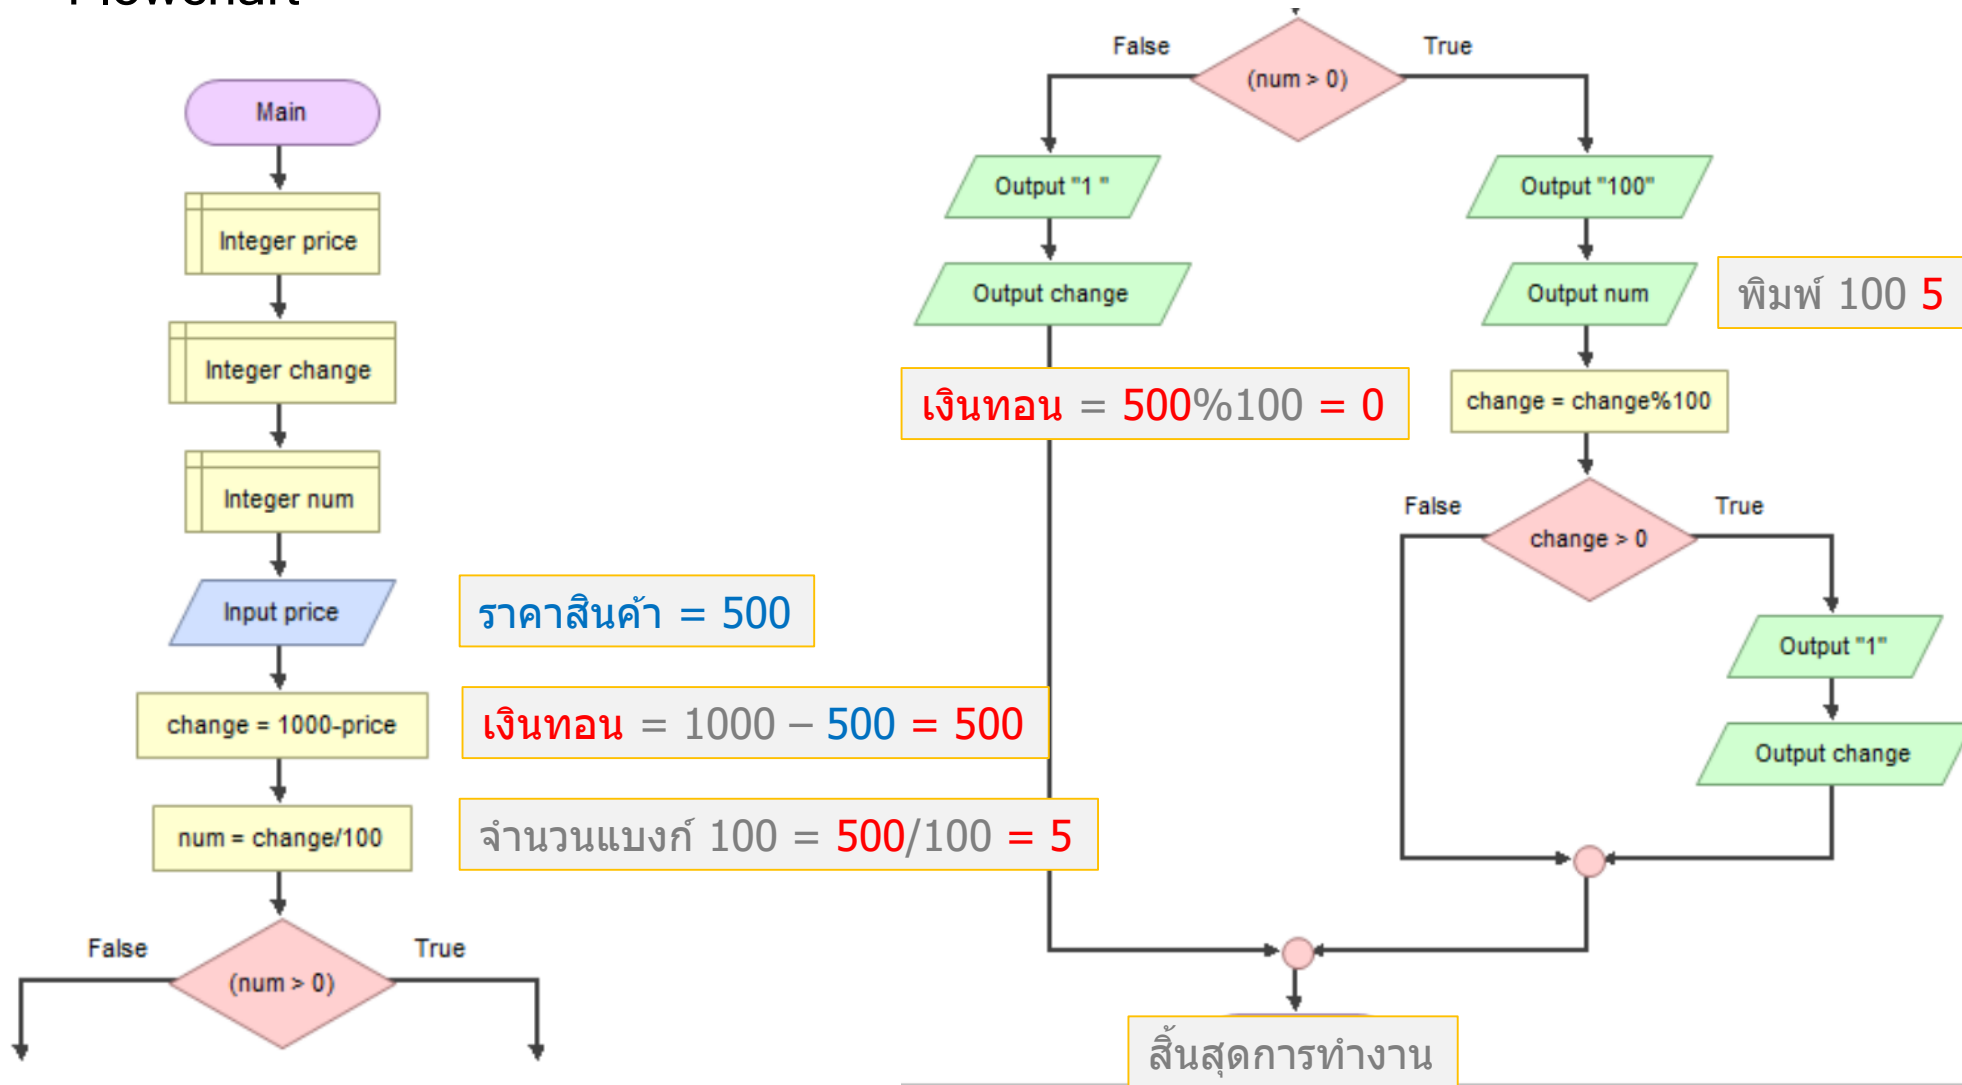 Flowchart
Main
Integer price
Integer change
Integer num
Input price
ราคาสินค้า = 500
change = 1000-price
เงินทอน = 1000 – 500 = 500
num = change/100
จำนวนแบงก์ 100 = 500/100 = 5
False
True
(num > 0)
False
True
(num > 0)
Output "1 "
Output "100"
Output change
Output num
พิมพ์ 100 5
เงินทอน = 500%100 = 0
change = change%100
False
True
change > 0
Output "1"
Output change
สิ้นสุดการทำงาน